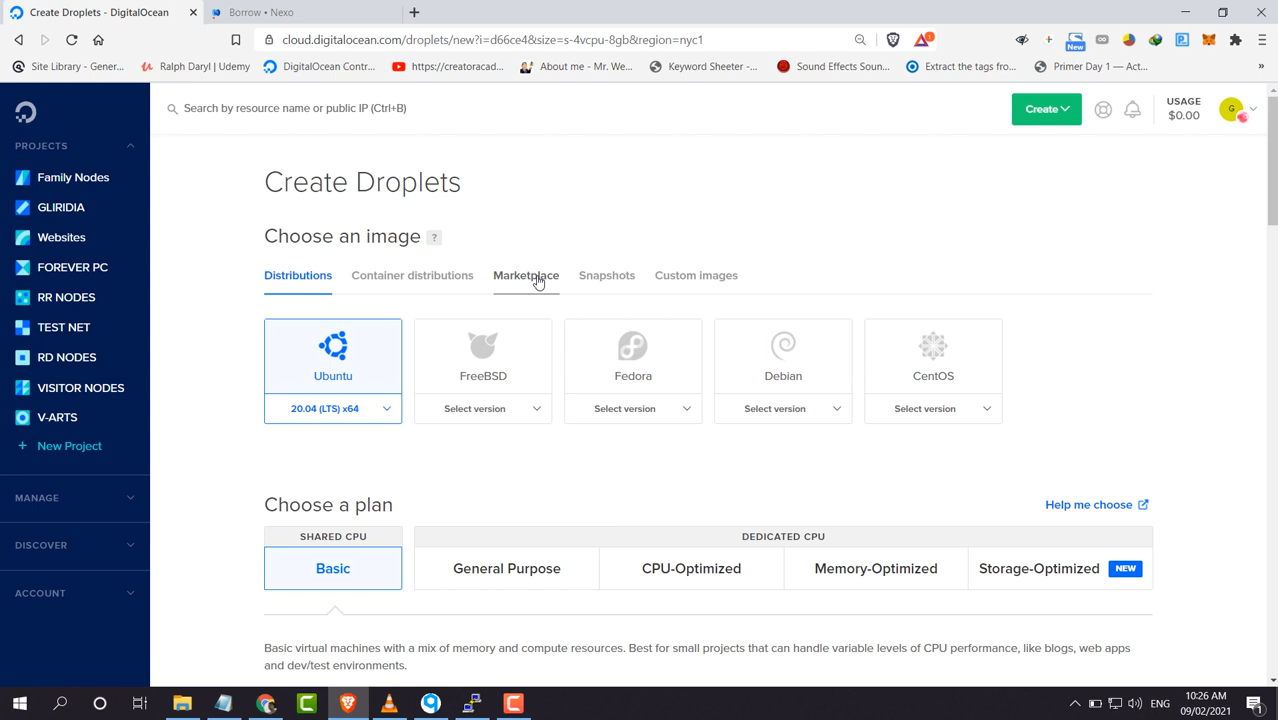 Create Droplets - DigitalOcean
Borrow • Nexo
cloud.digitalocean.com/droplets/new?i=d66ce4&size=s-4vcpu-8gb&region=nyc1
1
New
Site Library - Gener...
Ralph Daryl | Udemy
DigitalOcean Contr...
https://creatoracad...
About me - Mr. We...
Keyword Sheeter -...
Sound Effects Soun...
Extract the tags fro...
Primer Day 1 — Act...
»
Search by resource name or public IP (Ctrl+B)
Create
USAGE
$0.00
G
PROJECTS
Family Nodes
GLIRIDIA
Websites
FOREVER PC
RR NODES
TEST NET
RD NODES
VISITOR NODES
V-ARTS
+ New Project
MANAGE
DISCOVER
ACCOUNT
Create Droplets
Choose an image ?
Distributions
Container distributions
Marketplace
Snapshots
Custom images
Ubuntu
FreeBSD
Fedora
Debian
CentOS
20.04 (LTS) x64
Select version
Select version
Select version
Select version
Choose a plan
Help me choose
SHARED CPU
DEDICATED CPU
Basic
General Purpose
CPU-Optimized
Memory-Optimized
Storage-Optimized NEW
Basic virtual machines with a mix of memory and compute resources. Best for small projects that can handle variable levels of CPU performance, like blogs, web apps
and dev/test environments.
ENG
10:26 AM
09/02/2021
1